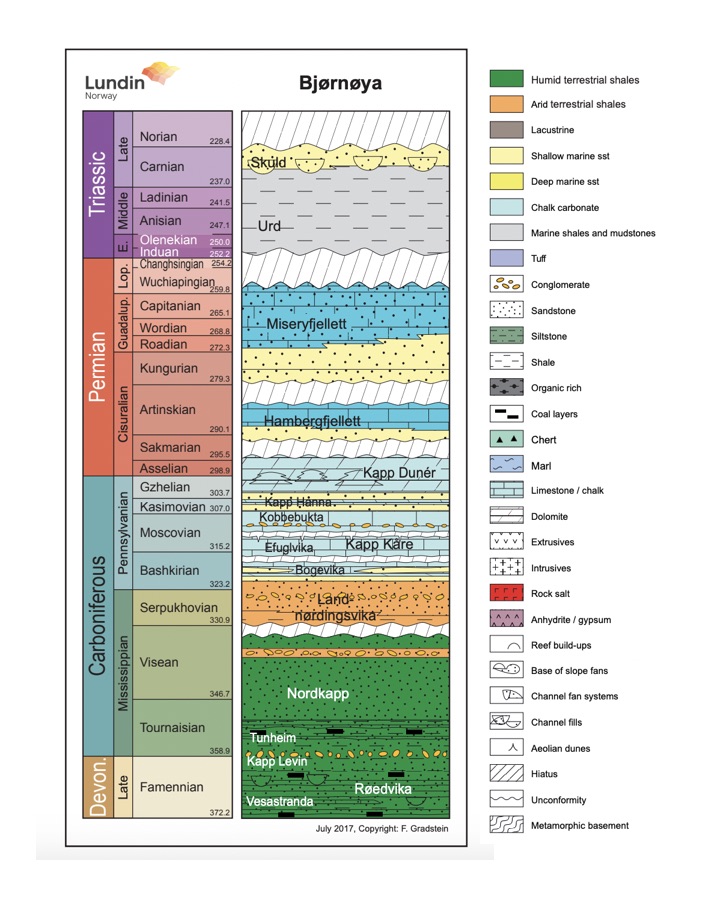 Lundin
Norway
Bjørnøya
Triassic
Late
Norian
228.4
Carnian
237.0
Middle
Ladinian
241.5
Anisian
247.1
E.
Olenekian 250.0
Induan 252.2
Permian
Lop.
Changhsingian 254.2
Wuchiapingian
259.8
Guadalup.
Capitanian
265.1
Wordian
268.8
Roadian
272.3
Cisuralian
Kungurian
279.3
Artinskian
290.1
Sakmarian
295.5
Asselian 298.9
Carboniferous
Pennsylvanian
Gzhelian
303.7
Kasimovian 307.0
Moscovian
315.2
Bashkirian
323.2
Mississippian
Serpukhovian
330.9
Visean
346.7
Tournaisian
358.9
Devon.
Late
Famennian
372.2
Skuld
Urd
Miseryfjellett
Hambergfjellett
Kapp Dunér
Kapp Hanna
Kobbebukta
Efuglvika
Kapp Kåre
Bogevika
Land-
nørdingsvika
Nordkapp
Tunheim
Kapp Levin
Røedvika
Vesastranda
July 2017, Copyright: F. Gradstein
Humid terrestrial shales
Arid terrestrial shales
Lacustrine
Shallow marine sst
Deep marine sst
Chalk carbonate
Marine shales and mudstones
Tuff
Conglomerate
Sandstone
Siltstone
Shale
Organic rich
Coal layers
Chert
Marl
Limestone / chalk
Dolomite
Extrusives
Intrusives
Rock salt
Anhydrite / gypsum
Reef build-ups
Base of slope fans
Channel fan systems
Channel fills
Aeolian dunes
Hiatus
Unconformity
Metamorphic basement